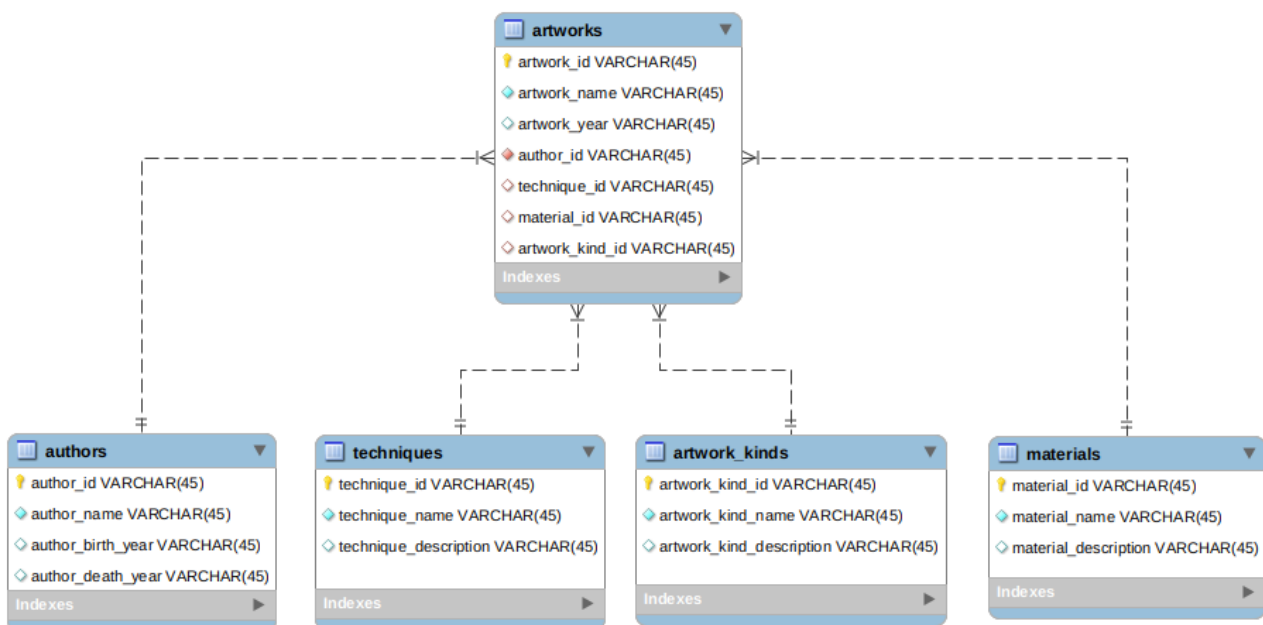 artworks
artwork_id VARCHAR(45)
artwork_name VARCHAR(45)
artwork_year VARCHAR(45)
author_id VARCHAR(45)
technique_id VARCHAR(45)
material_id VARCHAR(45)
artwork_kind_id VARCHAR(45)
Indexes
authors
author_id VARCHAR(45)
author_name VARCHAR(45)
author_birth_year VARCHAR(45)
author_death_year VARCHAR(45)
Indexes
techniques
technique_id VARCHAR(45)
technique_name VARCHAR(45)
technique_description VARCHAR(45)
Indexes
artwork_kinds
artwork_kind_id VARCHAR(45)
artwork_kind_name VARCHAR(45)
artwork_kind_description VARCHAR(45)
Indexes
materials
material_id VARCHAR(45)
material_name VARCHAR(45)
material_description VARCHAR(45)
Indexes